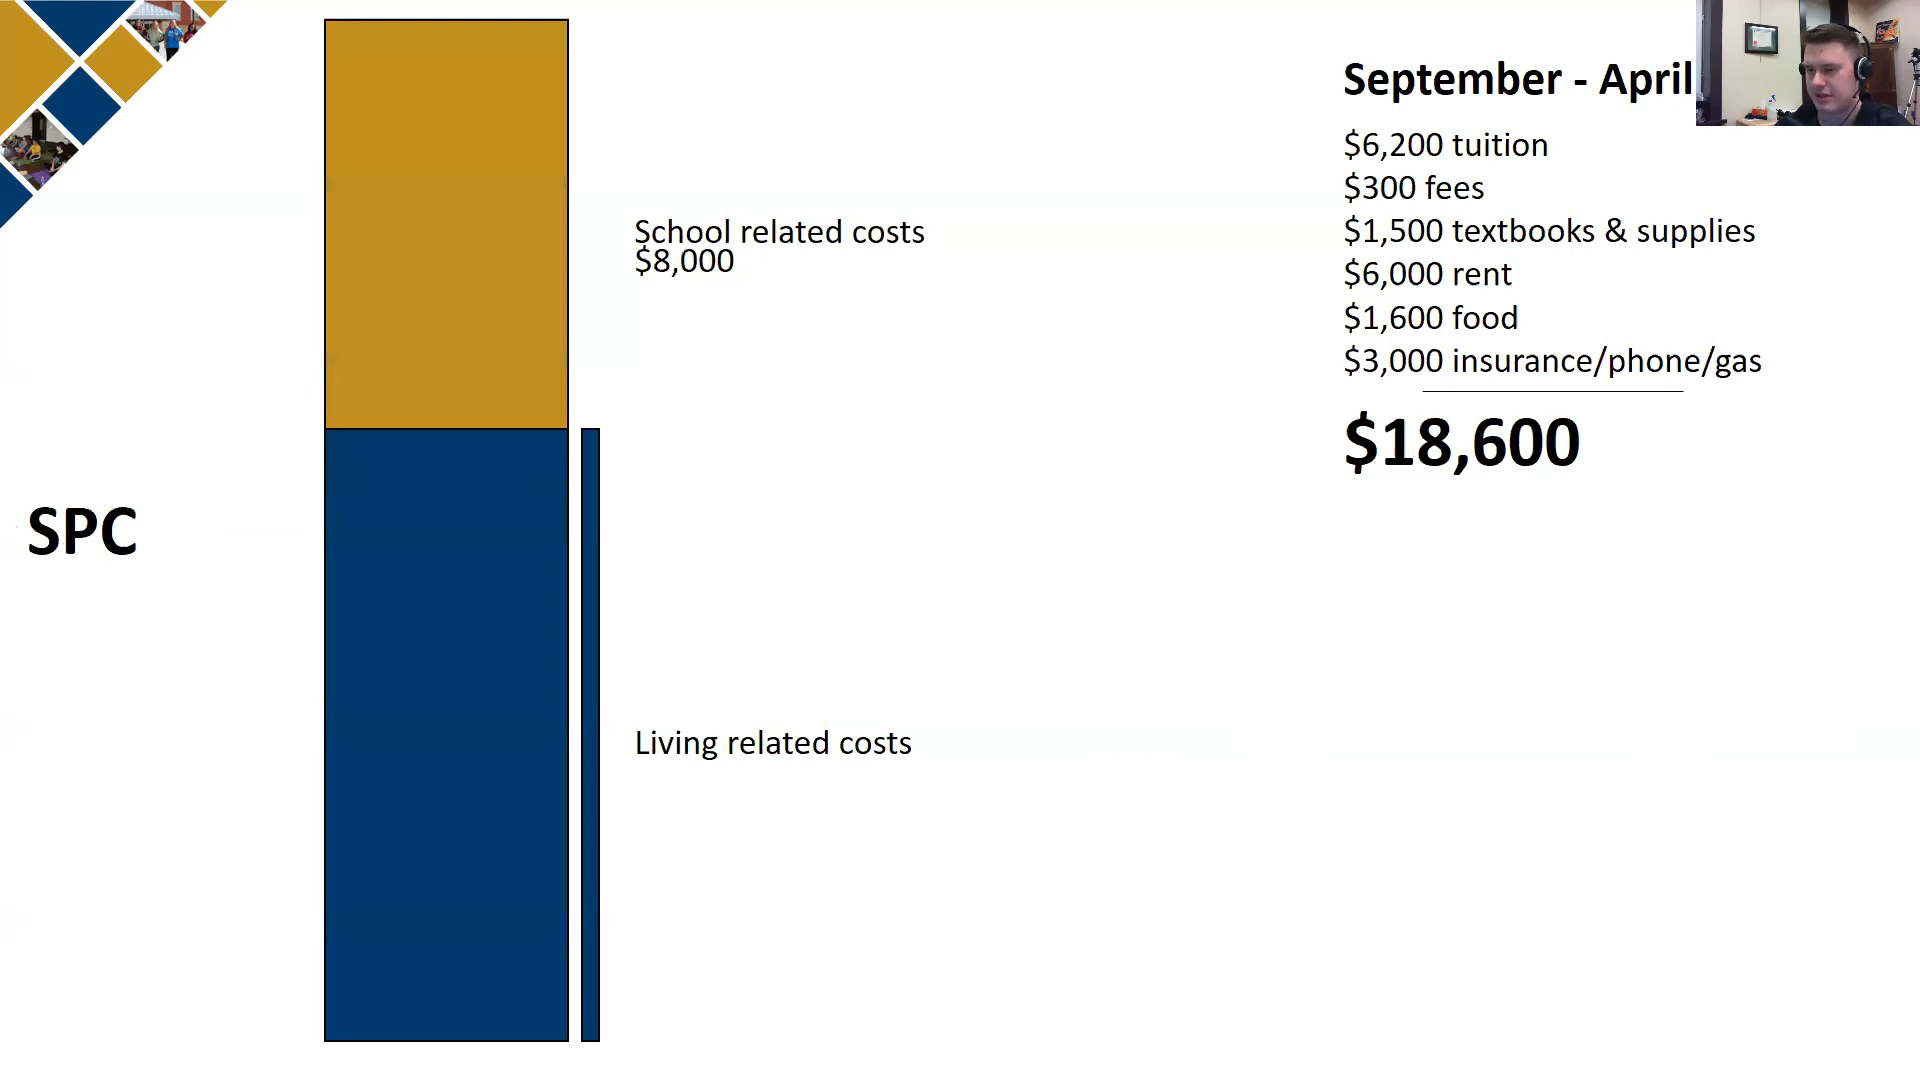 September - April
$6,200 tuition
$300 fees
$1,500 textbooks & supplies
$6,000 rent
$1,600 food
$3,000 insurance/phone/gas
$18,600
School related costs
$8,000
SPC
Living related costs